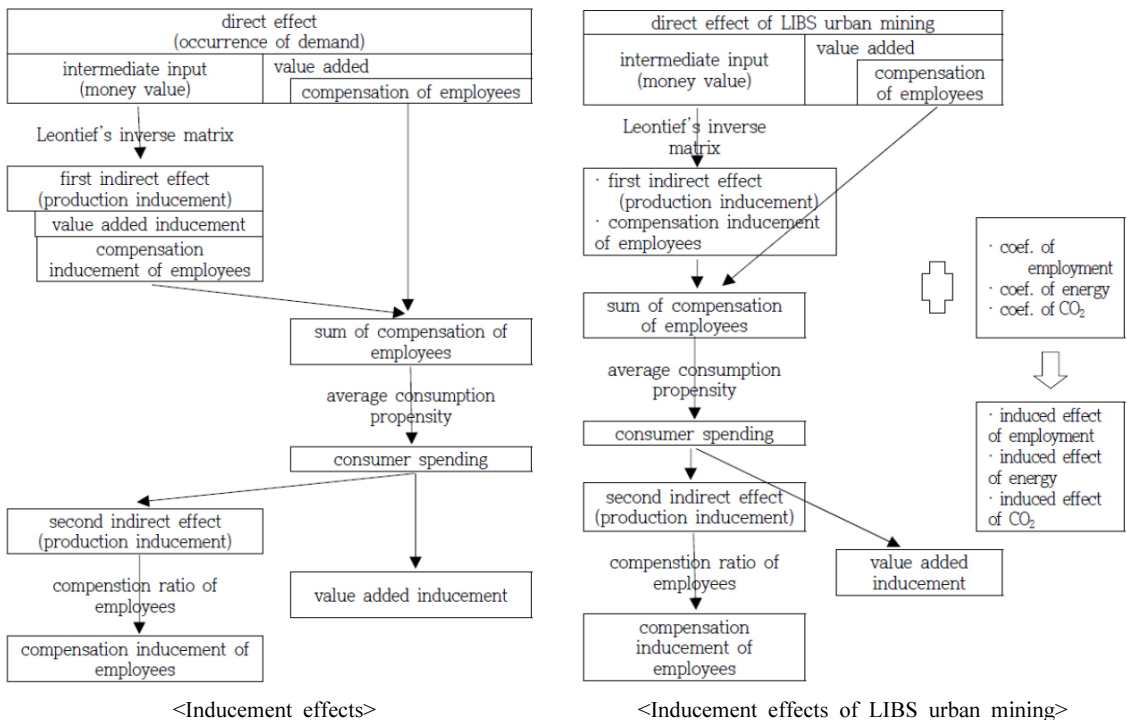 direct effect
(occurrence of demand)
intermediate input
(money value)
value added
compensation of employees
Leontief's inverse matrix
first indirect effect
(production inducement)
value added inducement
compensation
inducement of employees
sum of compensation of
employees
average consumption
propensity
consumer spending
second indirect effect
(production inducement)
compenstion ratio of
employees
value added inducement
compensation inducement of
employees
<Inducement effects>
direct effect of LIBS urban mining
intermediate input
(money value)
value added
compensation
of employees
Leontief's inverse
matrix
· first indirect effect
(production inducement)
· compensation inducement
of employees
sum of compensation
of employees
average consumption
propensity
consumer spending
second indirect effect
(production inducement)
compenstion ratio of
employees
value added
inducement
compensation
inducement of
employees
· coef. of
employment
· coef. of energy
· coef. of CO₂
· induced effect
of employment
· induced effect
of energy
· induced effect
of CO₂
<Inducement effects of LIBS urban mining>